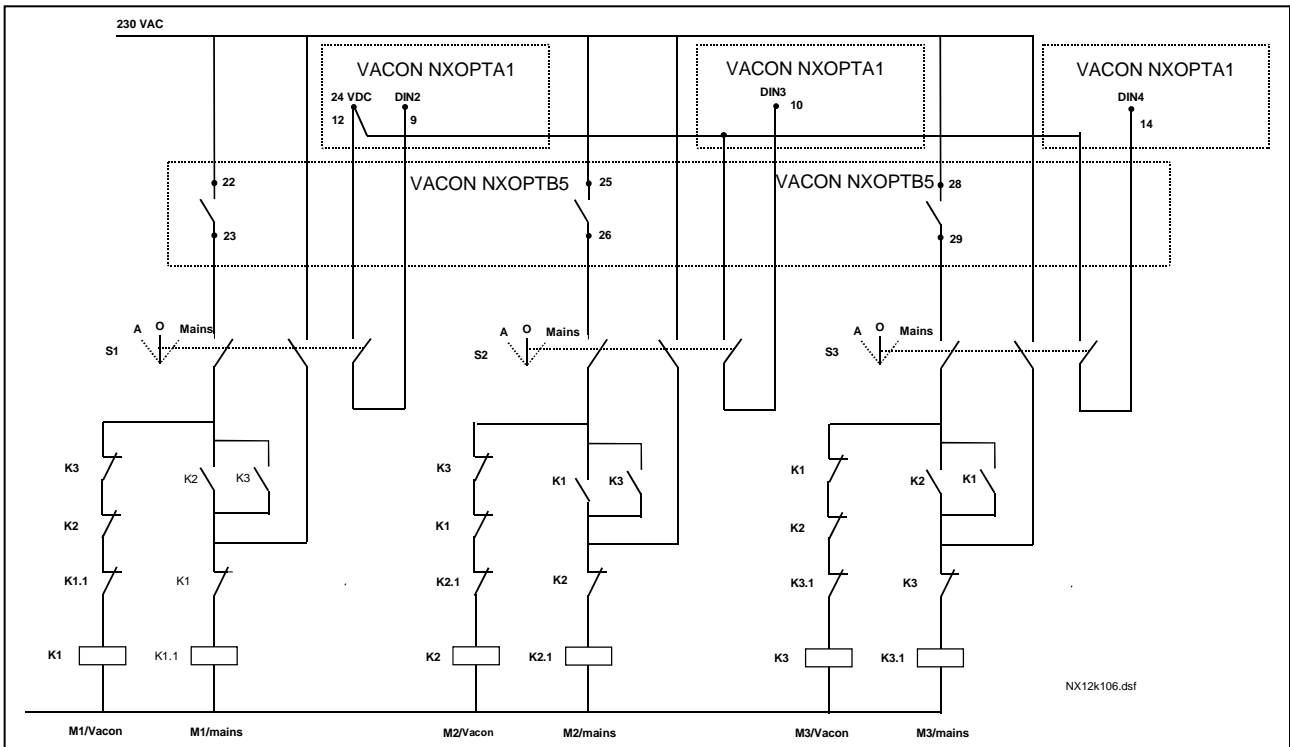 230 VAC
VACON NXOPTA1
24 VDC DIN2
12 9
VACON NXOPTA1
DIN3
10
VACON NXOPTA1
DIN4
14
22 VACON NXOPTB5 25 VACON NXOPTB5 28
23 26 29
A O Mains
S1
A O Mains
S2
A O Mains
S3
K3 K2 K3
K2
K1.1 K1
K1 K1.1
K3 K1 K3
K1
K2.1 K2
K2 K2.1
K1 K2 K1
K2
K3.1 K3
K3 K3.1
NX12k106.dsf
M1/Vacon M1/mains M2/Vacon M2/mains M3/Vacon M3/mains